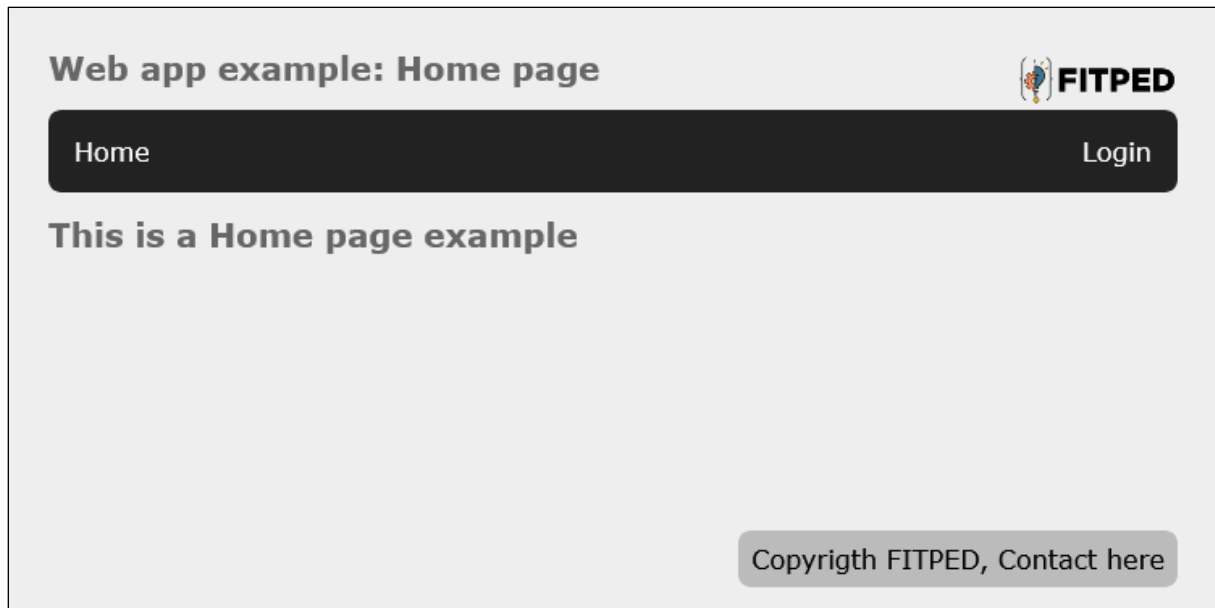 Web app example: Home page
FITPED
Home
Login
This is a Home page example
Copyrigth FITPED, Contact here